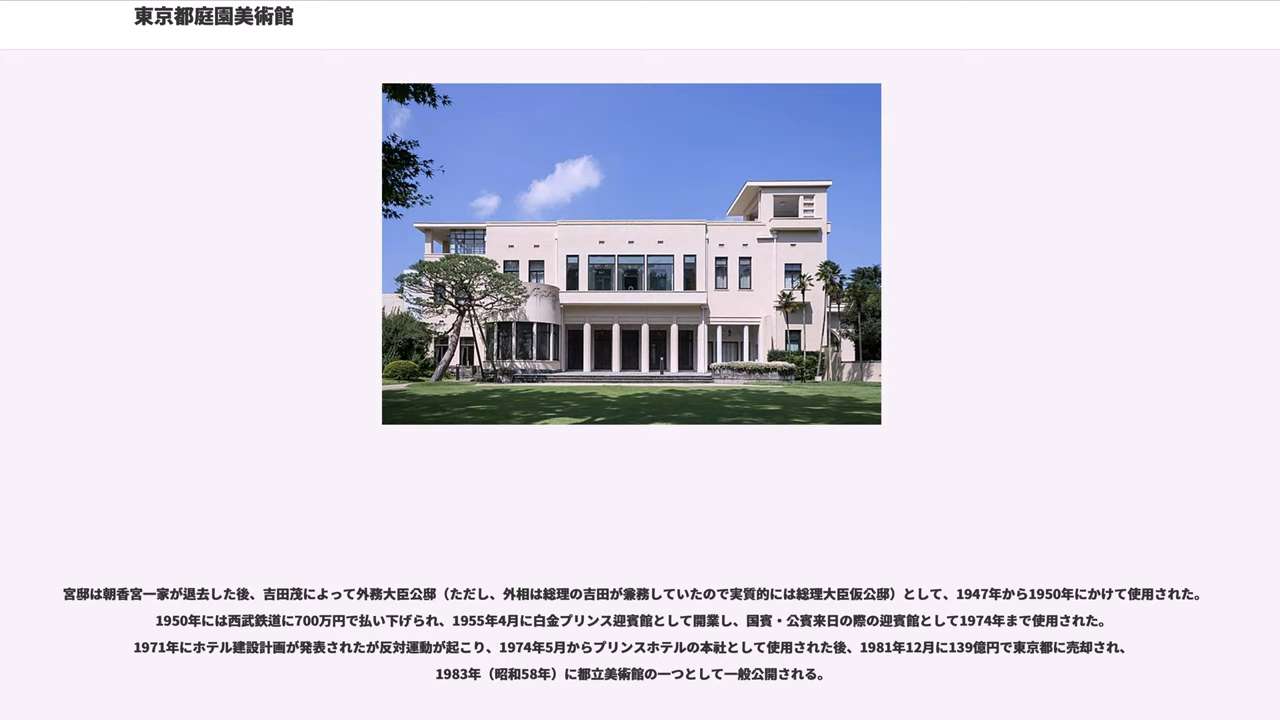 東京都庭園美術館
宮邸は朝香宮一家が退去した後、吉田茂によって外務大臣公邸（ただし、外相は総理の吉田が兼務していたので実質的には総理大臣仮公邸）として、1947年から1950年にかけて使用された。
1950年には西武鉄道に700万円で払い下げられ、1955年4月に白金プリンス迎賓館として開業し、国賓・公賓来日の際の迎賓館として1974年まで使用された。
1971年にホテル建設計画が発表されたが反対運動が起こり、1974年5月からプリンスホテルの本社として使用された後、1981年12月に139億円で東京都に売却され、
1983年（昭和58年）に都立美術館の一つとして一般公開される。